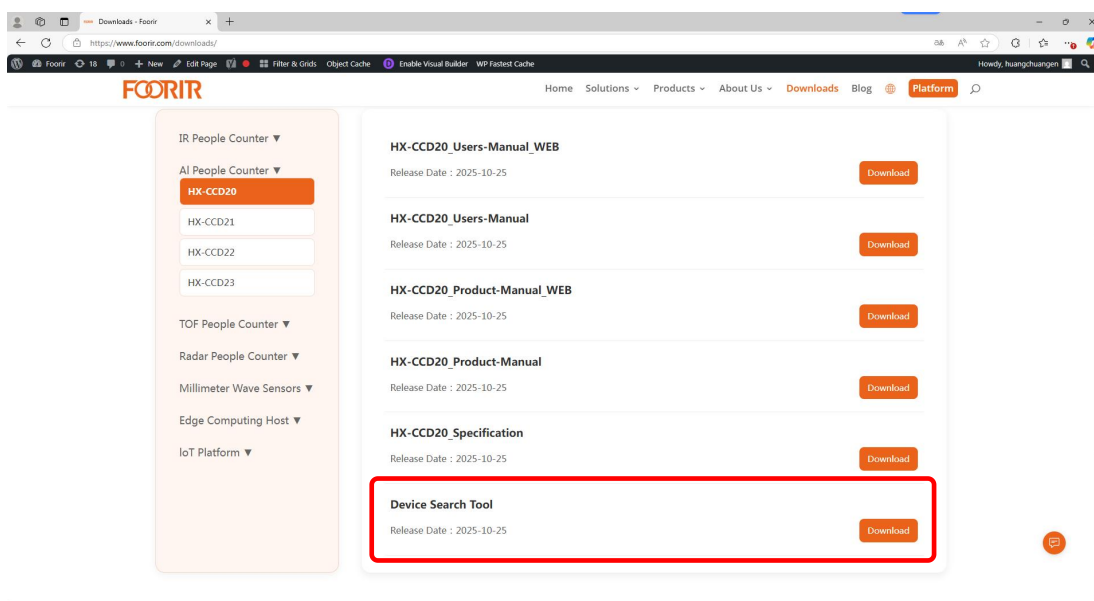 Downloads - Foorir
https://www.foorir.com/downloads/
Foorir 18 0 New Edit Page Filter & Grids Object Cache Enable Visual Builder WP Fastest Cache Howdy, huangchuangen
FOORIR
Home Solutions Products About Us Downloads Blog Platform
IR People Counter ▼
AI People Counter ▼
HX-CCD20
HX-CCD21
HX-CCD22
HX-CCD23
TOF People Counter ▼
Radar People Counter ▼
Millimeter Wave Sensors ▼
Edge Computing Host ▼
IoT Platform ▼
HX-CCD20_Users-Manual_WEB
Release Date : 2025-10-25
Download
HX-CCD20_Users-Manual
Release Date : 2025-10-25
Download
HX-CCD20_Product-Manual_WEB
Release Date : 2025-10-25
Download
HX-CCD20_Product-Manual
Release Date : 2025-10-25
Download
HX-CCD20_Specification
Release Date : 2025-10-25
Download
Device Search Tool
Release Date : 2025-10-25
Download